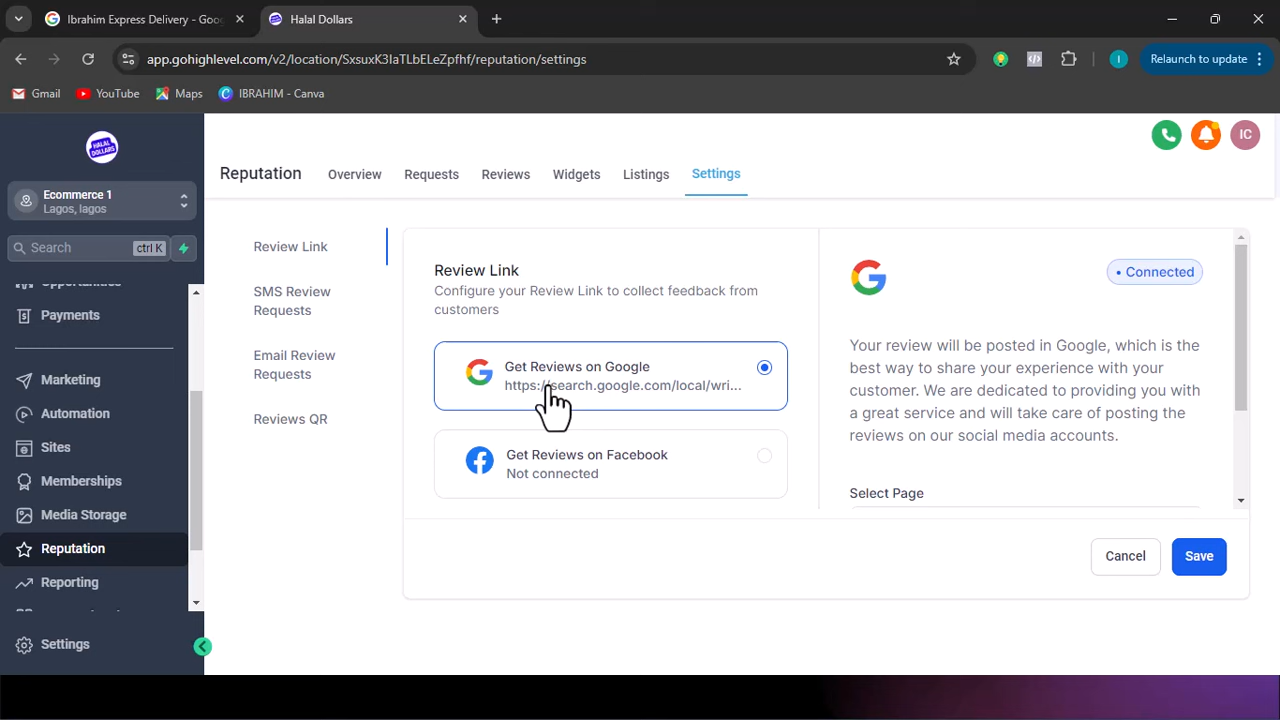 Ibrahim Express Delivery - Goo
Halal Dollars
app.gohighlevel.com/v2/location/SxsuxK3IaTLbELeZpfhf/reputation/settings
Relaunch to update
Gmail
YouTube
Maps
IBRAHIM - Canva
HALAL DOLLARS
IC
Ecommerce 1
Lagos, lagos
Search
ctrl K
Opportunities
Payments
Marketing
Automation
Sites
Memberships
Media Storage
Reputation
Reporting
Settings
Reputation
Overview
Requests
Reviews
Widgets
Listings
Settings
Review Link
SMS Review
Requests
Email Review
Requests
Reviews QR
Review Link
Configure your Review Link to collect feedback from
customers
Get Reviews on Google
https://search.google.com/local/wri...
Get Reviews on Facebook
Not connected
• Connected
Your review will be posted in Google, which is the
best way to share your experience with your
customer. We are dedicated to providing you with
a great service and will take care of posting the
reviews on our social media accounts.
Select Page
Cancel
Save